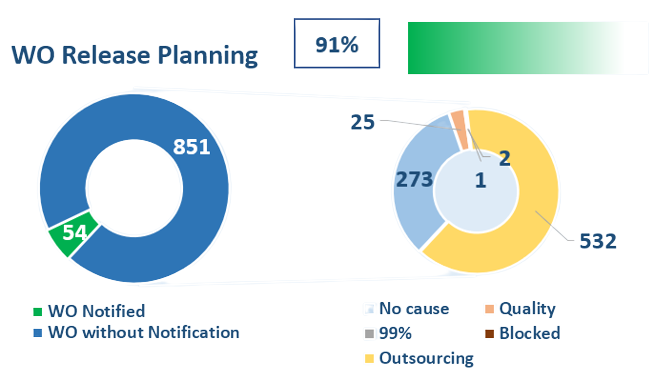 WO Release Planning
91%
851
54
25
273
2
1
532
WO Notified
WO without Notification
No cause
Quality
99%
Blocked
Outsourcing